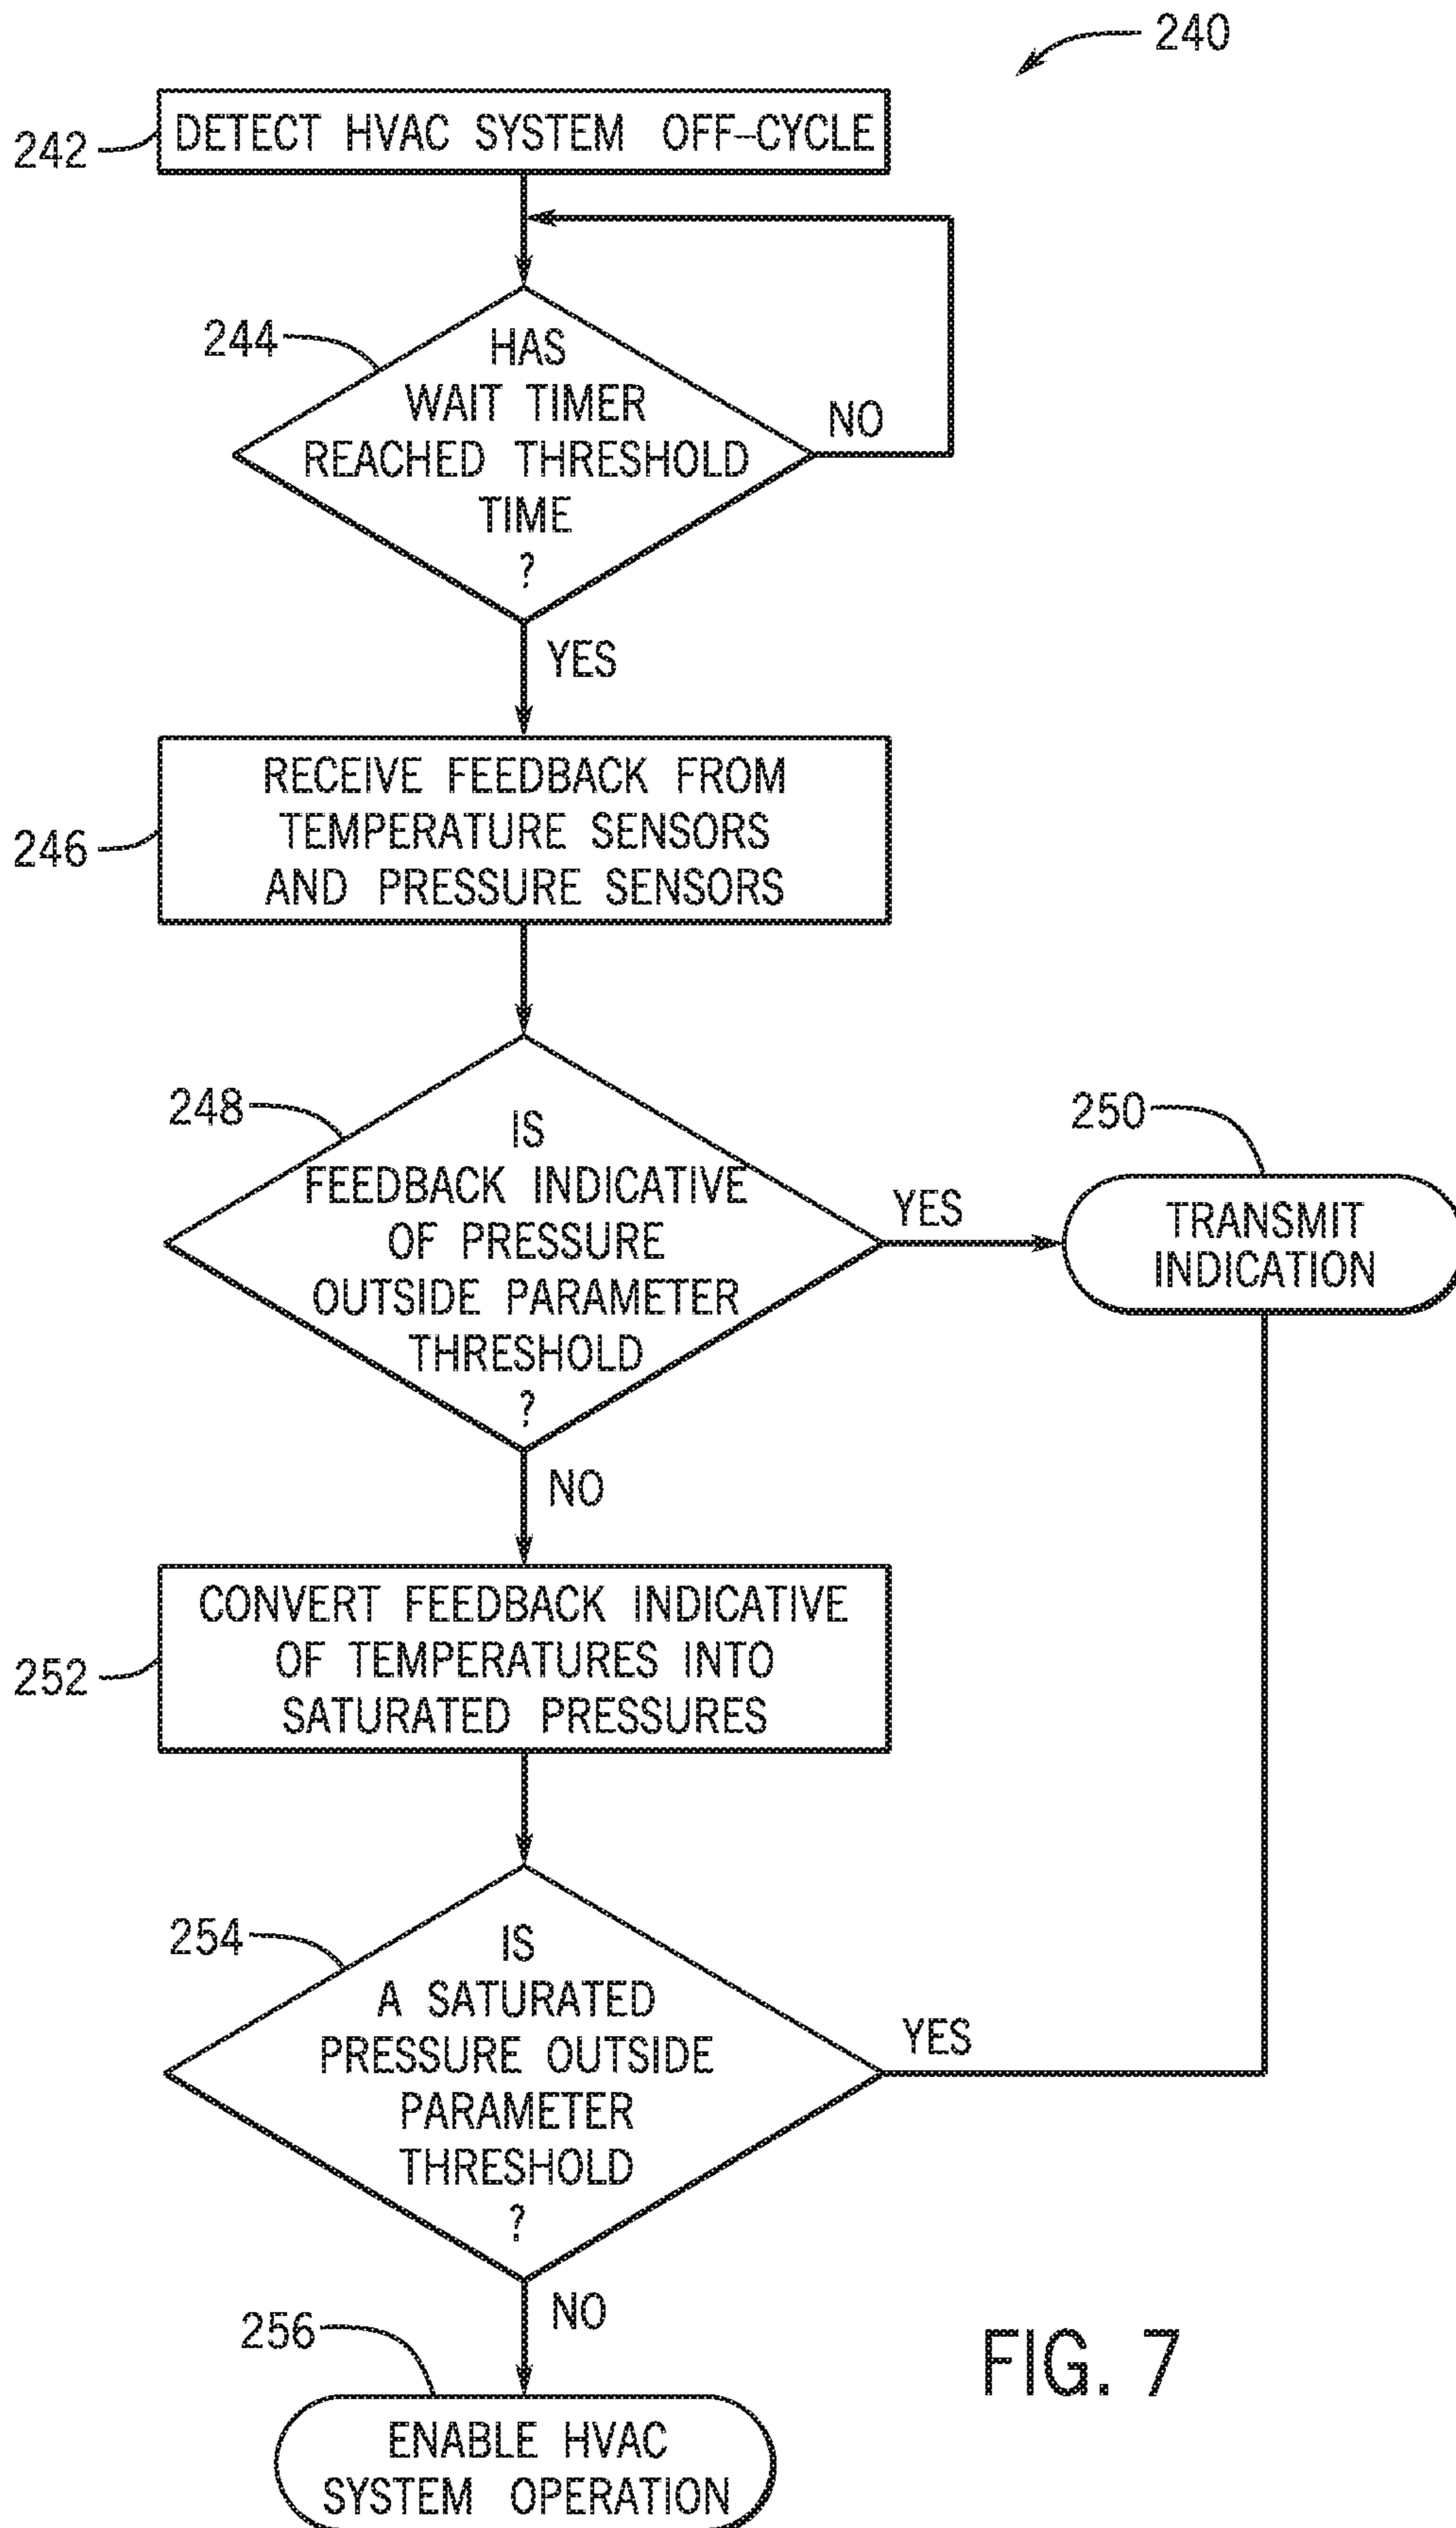 240
242
DETECT HVAC SYSTEM OFF-CYCLE
244
HAS
WAIT TIMER
REACHED THRESHOLD
TIME
?
NO
YES
246
RECEIVE FEEDBACK FROM
TEMPERATURE SENSORS
AND PRESSURE SENSORS
248
IS
FEEDBACK INDICATIVE
OF PRESSURE
OUTSIDE PARAMETER
THRESHOLD
?
YES
250
TRANSMIT
INDICATION
NO
252
CONVERT FEEDBACK INDICATIVE
OF TEMPERATURES INTO
SATURATED PRESSURES
254
IS
A SATURATED
PRESSURE OUTSIDE
PARAMETER
THRESHOLD
?
YES
NO
256
ENABLE HVAC
SYSTEM OPERATION
FIG. 7